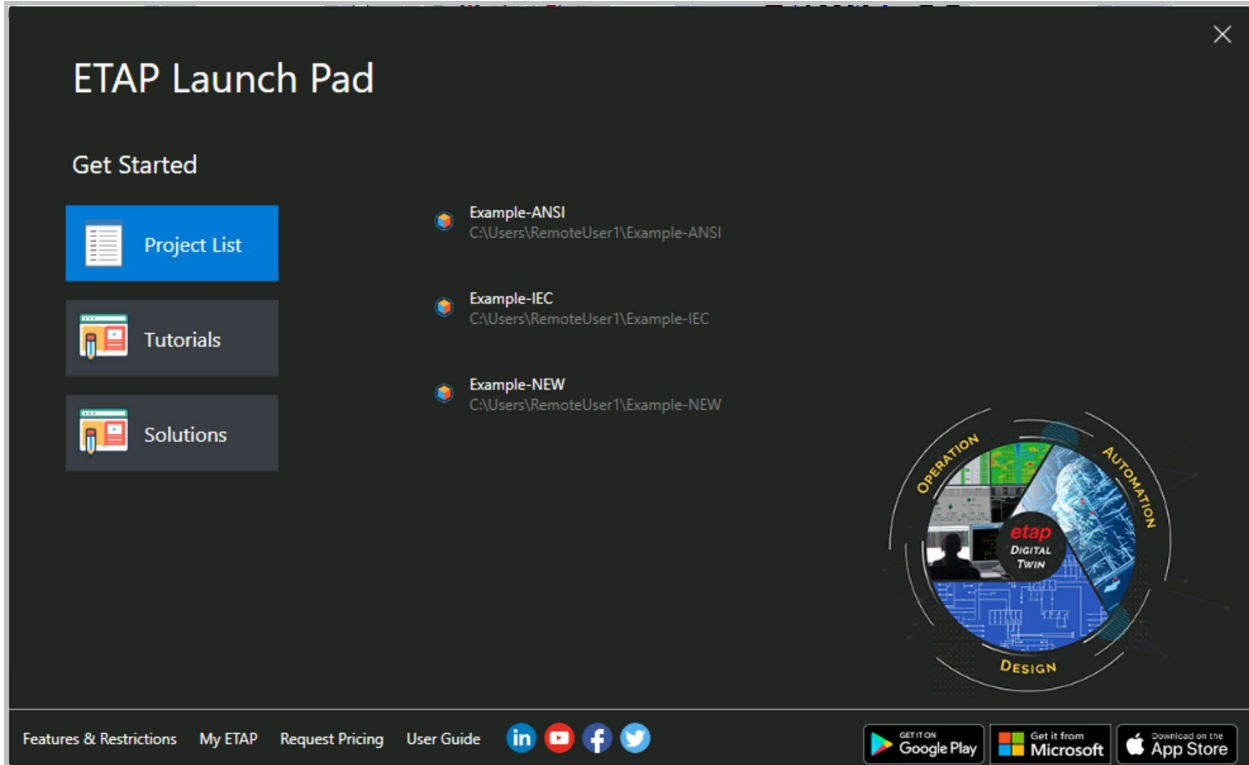 ETAP Launch Pad
Get Started
Project List
Tutorials
Solutions
Example-ANSI
C:\Users\RemoteUser1\Example-ANSI
Example-IEC
C:\Users\RemoteUser1\Example-IEC
Example-NEW
C:\Users\RemoteUser1\Example-NEW
OPERATION
AUTOMATION
etap
DIGITAL
TWIN
DESIGN
Features & Restrictions My ETAP Request Pricing User Guide in f
GET IT ON
Google Play
Get it from
Microsoft
Download on the
App Store